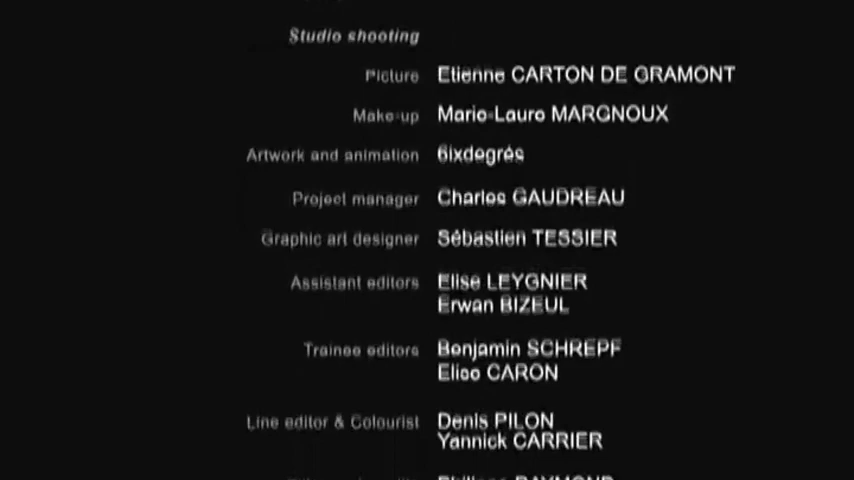 Studio shooting
Picture Etienne CARTON DE GRAMONT
Make-up Marie-Laure MARGNOUX
Artwork and animation 6ixdegrés
Project manager Charles GAUDREAU
Graphic art designer Sébastien TESSIER
Assistant editors Elise LEYGNIER
Erwan BIZEUL
Trainee editors Benjamin SCHREPF
Elise CARON
Line editor & Colourist Denis PILON
Yannick CARRIER